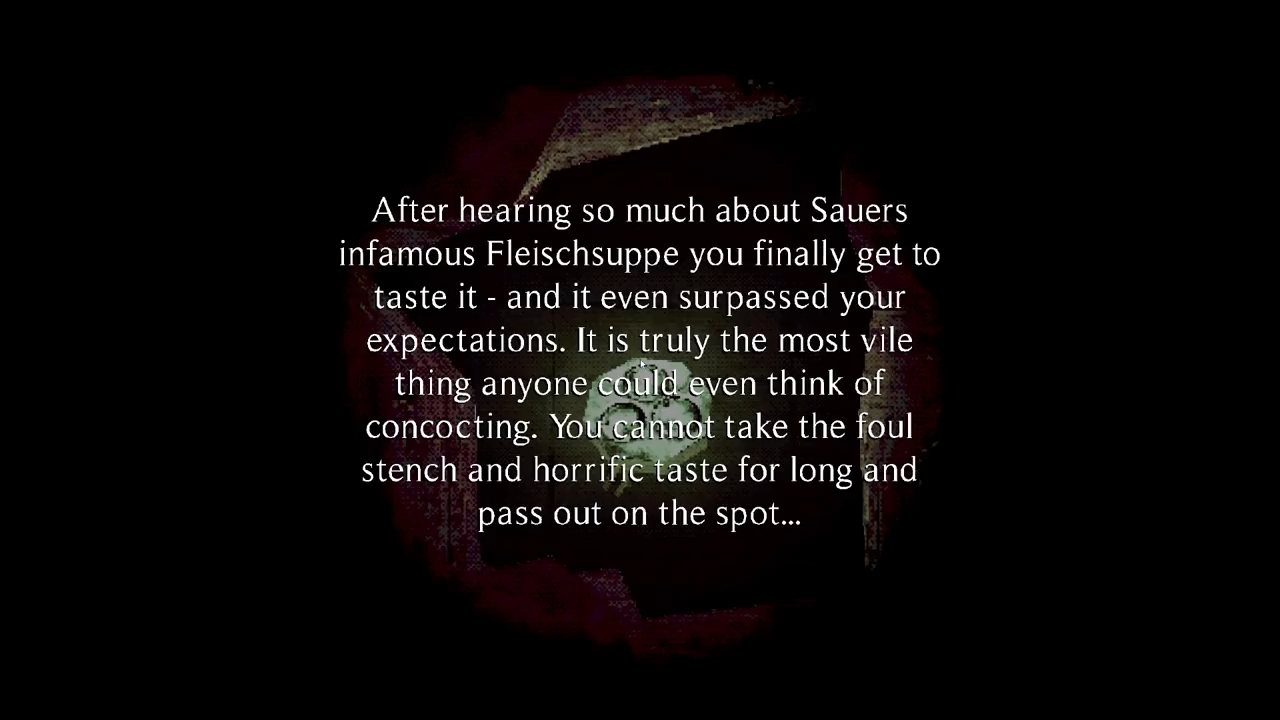 After hearing so much about Sauers
infamous Fleischsuppe you finally get to
taste it - and it even surpassed your
expectations. It is truly the most vile
thing anyone could even think of
concocting. You cannot take the foul
stench and horrific taste for long and
pass out on the spot...